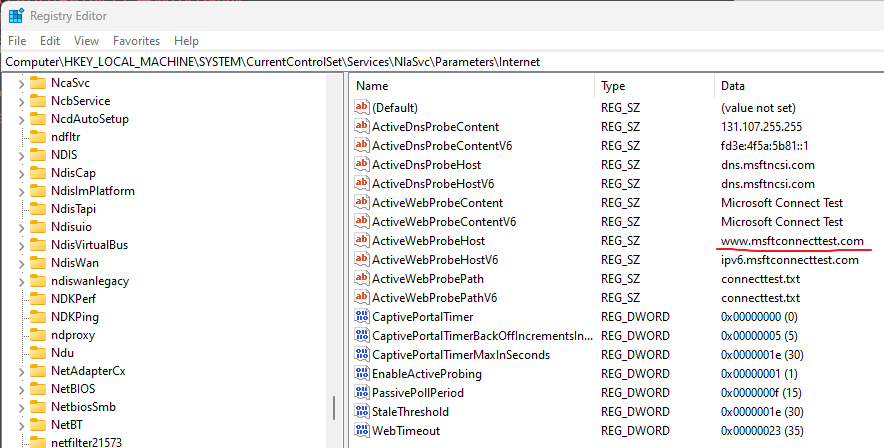 Registry Editor
File Edit View Favorites Help
Computer\HKEY_LOCAL_MACHINE\SYSTEM\CurrentControlSet\Services\NlaSvc\Parameters\Internet
NcaSvc
NcbService
NcdAutoSetup
ndfltr
NDIS
NdisCap
NdisImPlatform
NdisTapi
Ndisuio
NdisVirtualBus
NdisWan
ndiswanlegacy
NDKPerf
NDKPing
ndproxy
Ndu
NetAdapterCx
NetBIOS
NetbiosSmb
NetBT
netfilter21573
Name Type Data
(Default) REG_SZ (value not set)
ActiveDnsProbeContent REG_SZ 131.107.255.255
ActiveDnsProbeContentV6 REG_SZ fd3e:4f5a:5b81::1
ActiveDnsProbeHost REG_SZ dns.msftncsi.com
ActiveDnsProbeHostV6 REG_SZ dns.msftncsi.com
ActiveWebProbeContent REG_SZ Microsoft Connect Test
ActiveWebProbeContentV6 REG_SZ Microsoft Connect Test
ActiveWebProbeHost REG_SZ www.msftconnecttest.com
ActiveWebProbeHostV6 REG_SZ ipv6.msftconnecttest.com
ActiveWebProbePath REG_SZ connecttest.txt
ActiveWebProbePathV6 REG_SZ connecttest.txt
CaptivePortalTimer REG_DWORD 0x00000000 (0)
CaptivePortalTimerBackOffIncrementsIn... REG_DWORD 0x00000005 (5)
CaptivePortalTimerMaxInSeconds REG_DWORD 0x0000001e (30)
EnableActiveProbing REG_DWORD 0x00000001 (1)
PassivePollPeriod REG_DWORD 0x0000000f (15)
StaleThreshold REG_DWORD 0x0000001e (30)
WebTimeout REG_DWORD 0x00000023 (35)